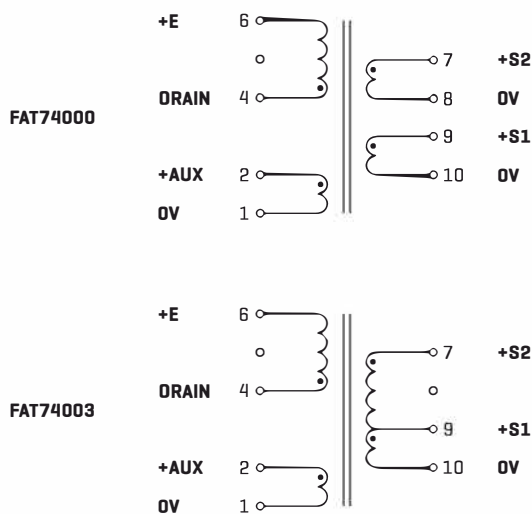 +E 6
7 +S2
DRAIN 4
8 0V
FAT74000
9 +S1
+AUX 2
10 0V
0V 1
+E 6
7 +S2
DRAIN 4
FAT74003
9 +S1
+AUX 2
10 0V
0V 1